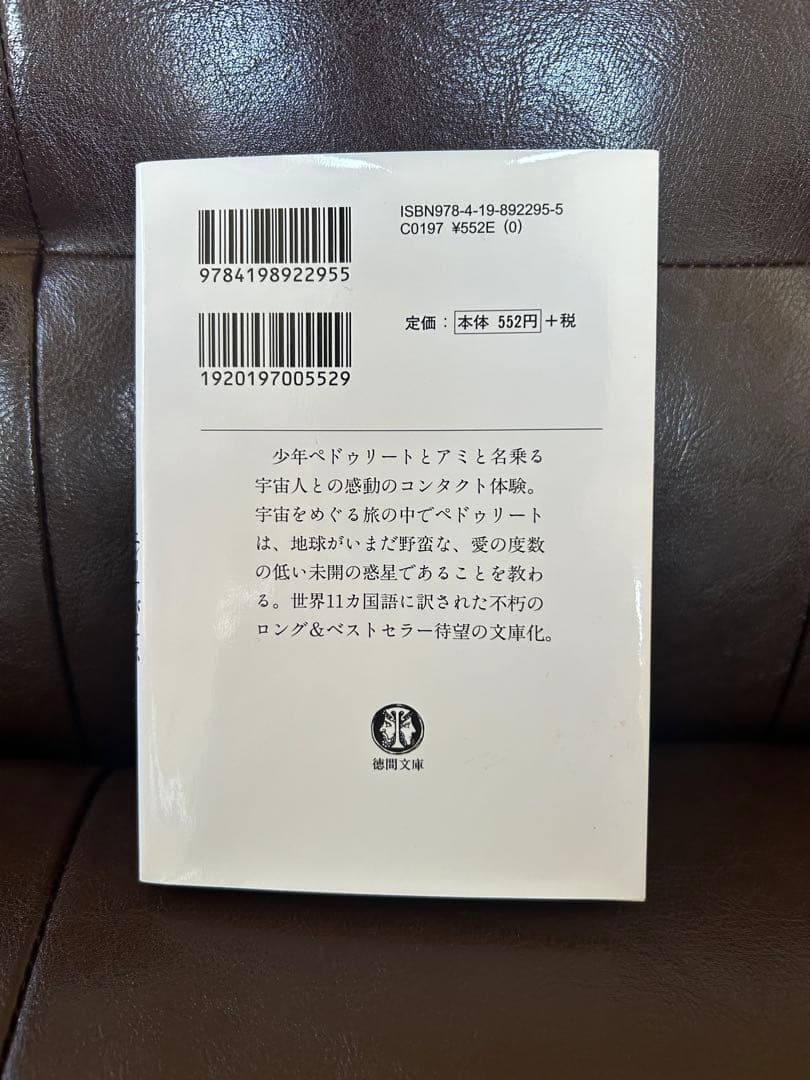 ISBN978-4-19-892295-5
C0197 ¥552E (0)
9784198922955
定価：本体 552円＋税
1920197005529
少年ペドゥリートとアミと名乗る
宇宙人との感動のコンタクト体験。
宇宙をめぐる旅の中でペドゥリート
は、地球がいまだ野蛮な、愛の度数
の低い未開の惑星であることを教わ
る。世界11カ国語に訳された不朽の
ロング＆ベストセラー待望の文庫化。
徳間文庫